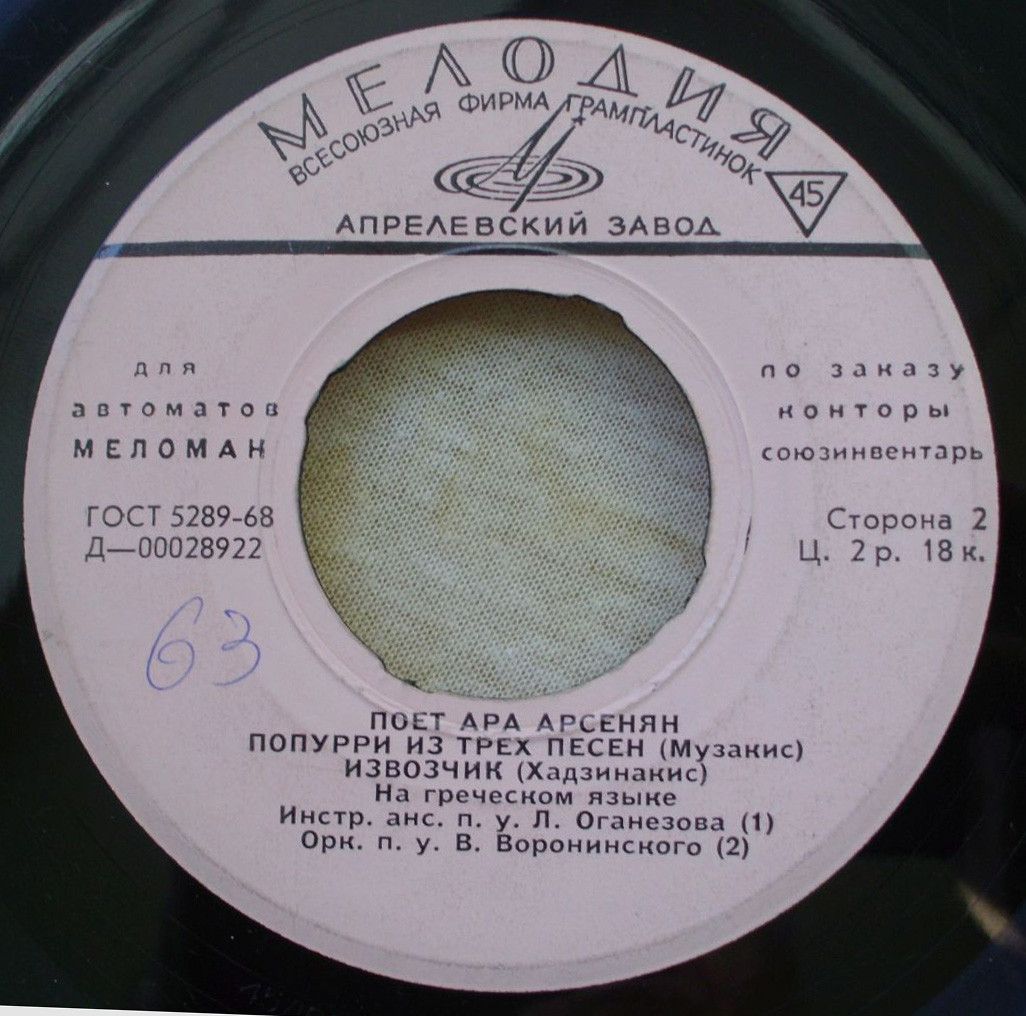 МЕЛОДИЯ
ВСЕСОЮЗНАЯ ФИРМА ГРАМПЛАСТИНОК
45
АПРЕЛЕВСКИЙ ЗАВОД
для
автоматов
МЕЛОМАН
ГОСТ 5289-68
Д—00028922
по заказу
конторы
союзинвентарь
Сторона 2
Ц. 2 р. 18 к.
63
ПОЕТ АРА АРСЕНЯН
ПОПУРРИ ИЗ ТРЕХ ПЕСЕН (Музакис)
ИЗВОЗЧИК (Хадзинакис)
На греческом языке
Инстр. анс. п. у. Л. Оганезова (1)
Орк. п. у. В. Воронинского (2)